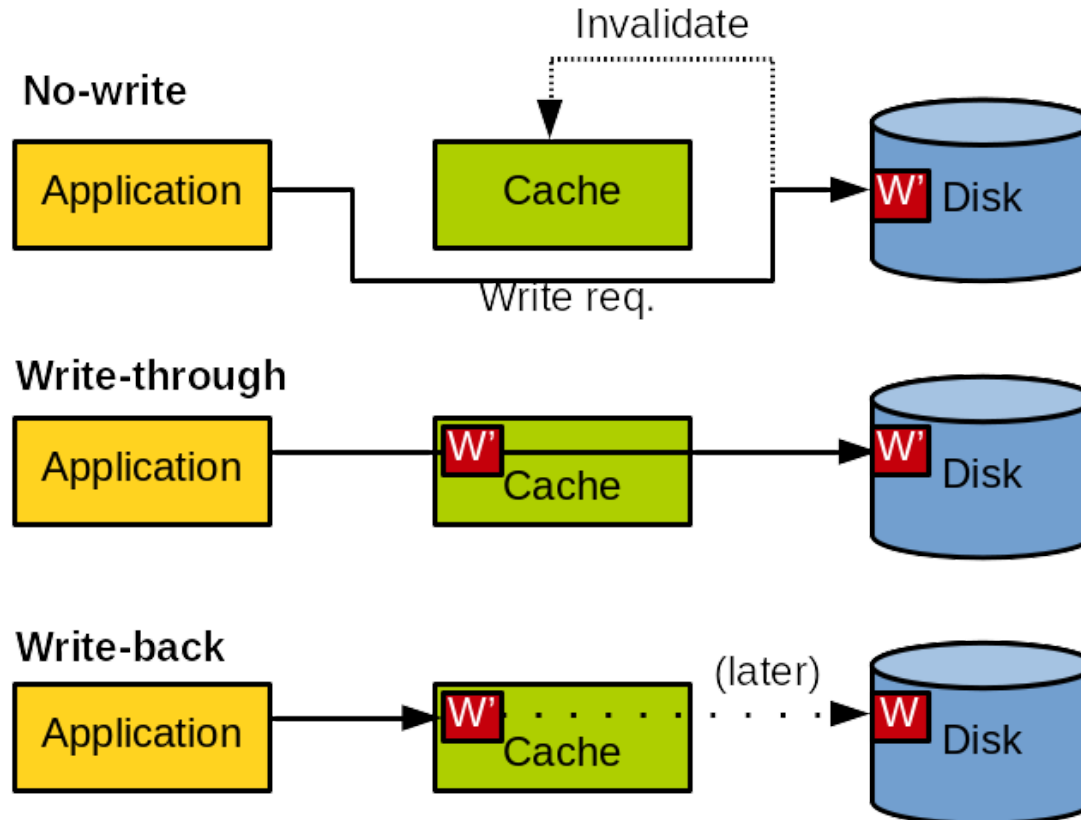 Invalidate
No-write
Application
Cache
W’
Disk
Write req.
Write-through
Application
W’
Cache
W’
Disk
Write-back
(later)
Application
W’
Cache
W
Disk